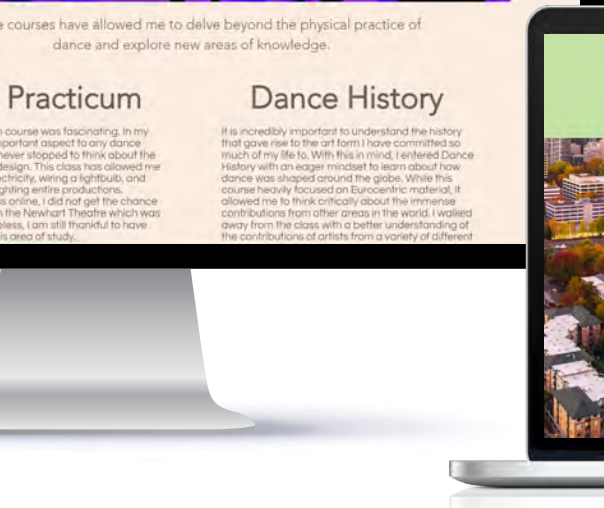 e courses have allowed me to delve beyond the physical practice of
dance and explore new areas of knowledge.
Practicum
course was fascinating. In my
portant aspect to any dance
never stopped to think about the
design. This class has allowed me
ectricity, wiring a lightbulb, and
ghting entire productions.
s online, I did not get the chance
n the Newhart Theatre which was
eless, I am still thankful to have
is area of study.
Dance History
It is incredibly important to understand the history
that gave rise to the art form I have committed so
much of my life to. With this in mind, I entered Dance
History with an eager mindset to learn about how
dance was shaped around the globe. While this
course heavily focused on Eurocentric material, it
allowed me to think critically about the immense
contributions from other areas in the world. I walked
away from the class with a better understanding of
the contributions of artists from a variety of different